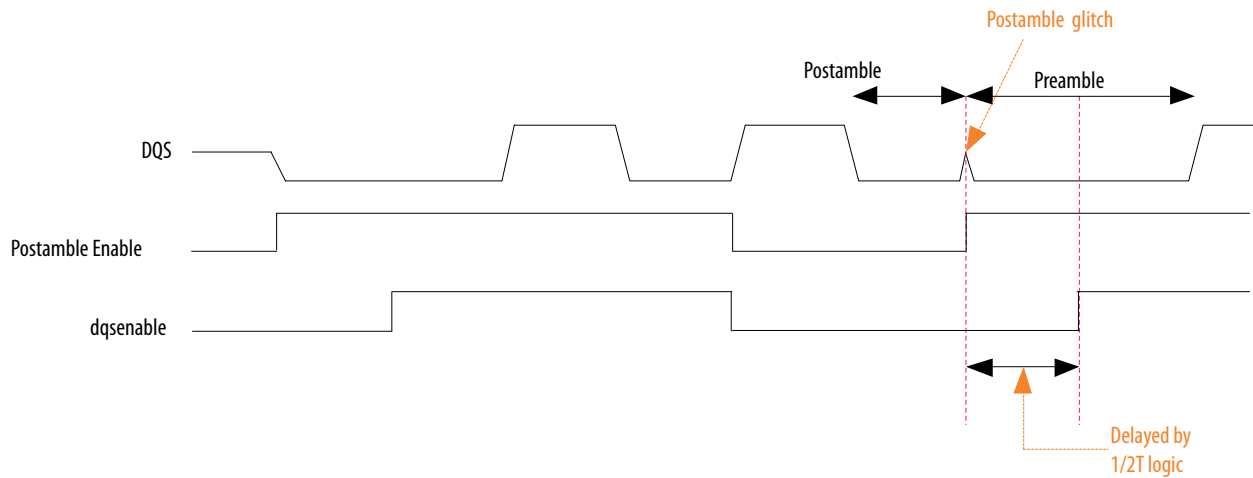 Postamble glitch
Postamble
Preamble
DQS
Postamble Enable
dqsenable
Delayed by
1/2T logic